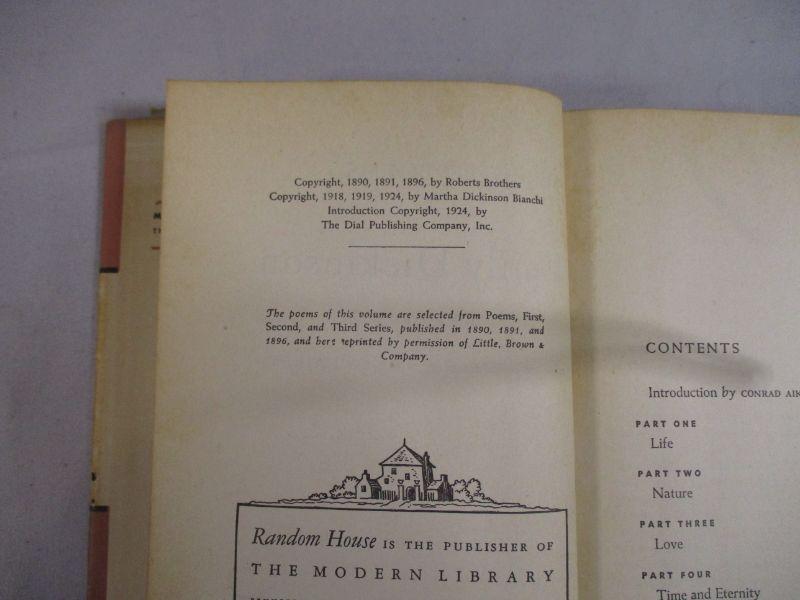 Copyright, 1890, 1891, 1896, by Roberts Brothers
Copyright, 1918, 1919, 1924, by Martha Dickinson Bianchi
Introduction Copyright, 1924, by
The Dial Publishing Company, Inc.
The poems of this volume are selected from Poems, First,
Second, and Third Series, published in 1890, 1891, and
1896, and here reprinted by permission of Little, Brown &
Company.
Random House IS THE PUBLISHER OF
THE MODERN LIBRARY
CONTENTS
Introduction by CONRAD
PART ONE
Life
PART TWO
Nature
PART THREE
Love
PART FOUR
Time and Eternity